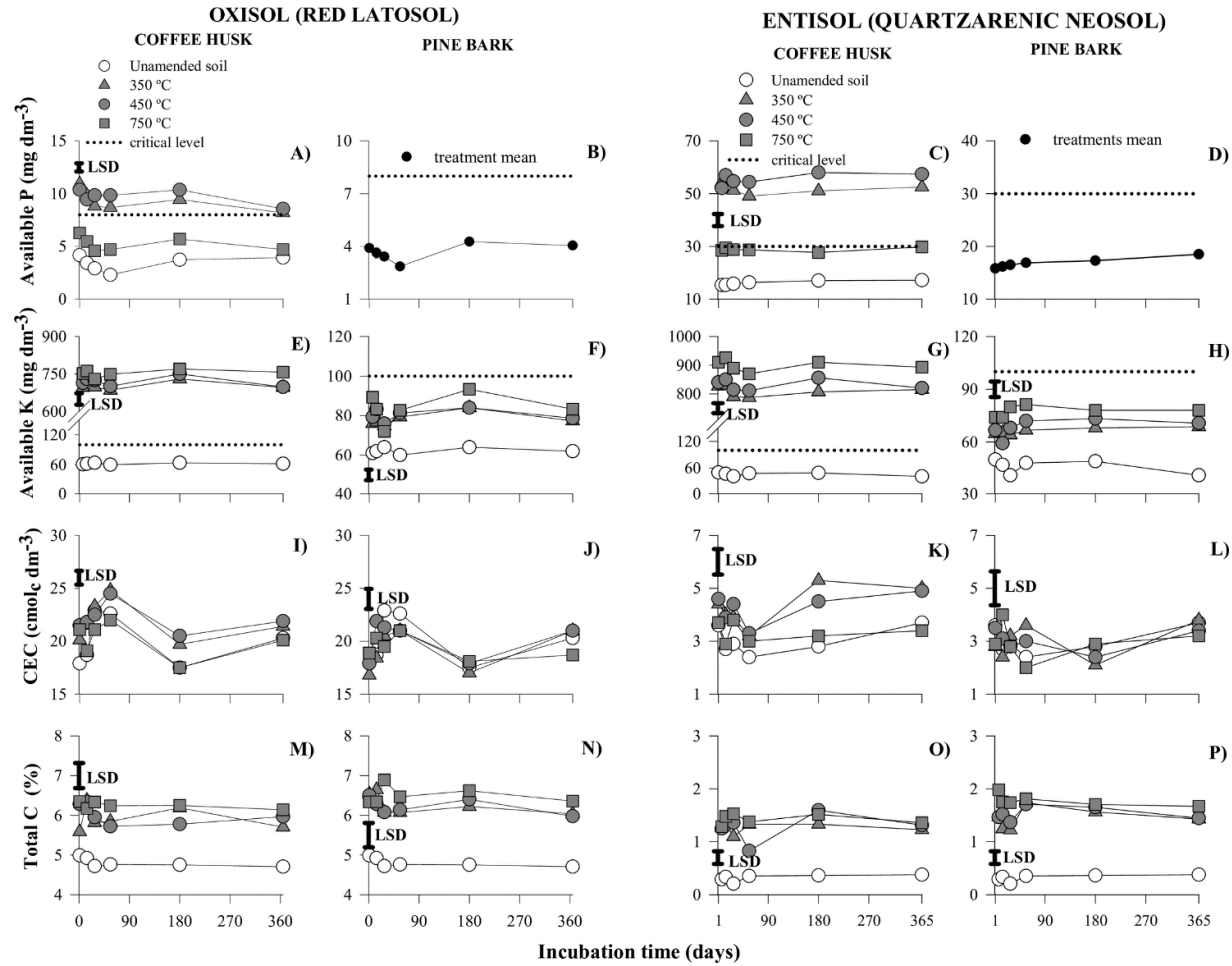 OXISOL (RED LATOSOL)
COFFEE HUSK
PINE BARK
Unamended soil
350 ºC
450 ºC
750 ºC
critical level
ENTISOL (QUARTZARENIC NEOSOL)
COFFEE HUSK
PINE BARK
Unamended soil
350 ºC
450 ºC
750 ºC
critical level
Available P (mg dm-3)
15
10
5
0
LSD
A)
10
8
6
4
1
treatment mean
B)
70
50
30
10
LSD
C)
40
30
20
10
treatments mean
D)
Available K (mg dm-3)
900
750
600
120
60
0
LSD
E)
120
100
80
60
40
LSD
F)
1000
900
800
120
60
0
LSD
G)
120
90
60
30
LSD
H)
CEC (cmolc dm-3)
30
25
20
15
LSD
I)
30
25
20
15
LSD
J)
7
5
3
1
LSD
K)
7
5
3
1
LSD
L)
Total C (%)
8
7
6
5
4
LSD
M)
8
7
6
5
4
LSD
N)
3
2
1
0
LSD
O)
3
2
1
0
LSD
P)
0 90 180 270 360
0 90 180 270 360
1 90 180 270 365
1 90 180 270 365
Incubation time (days)